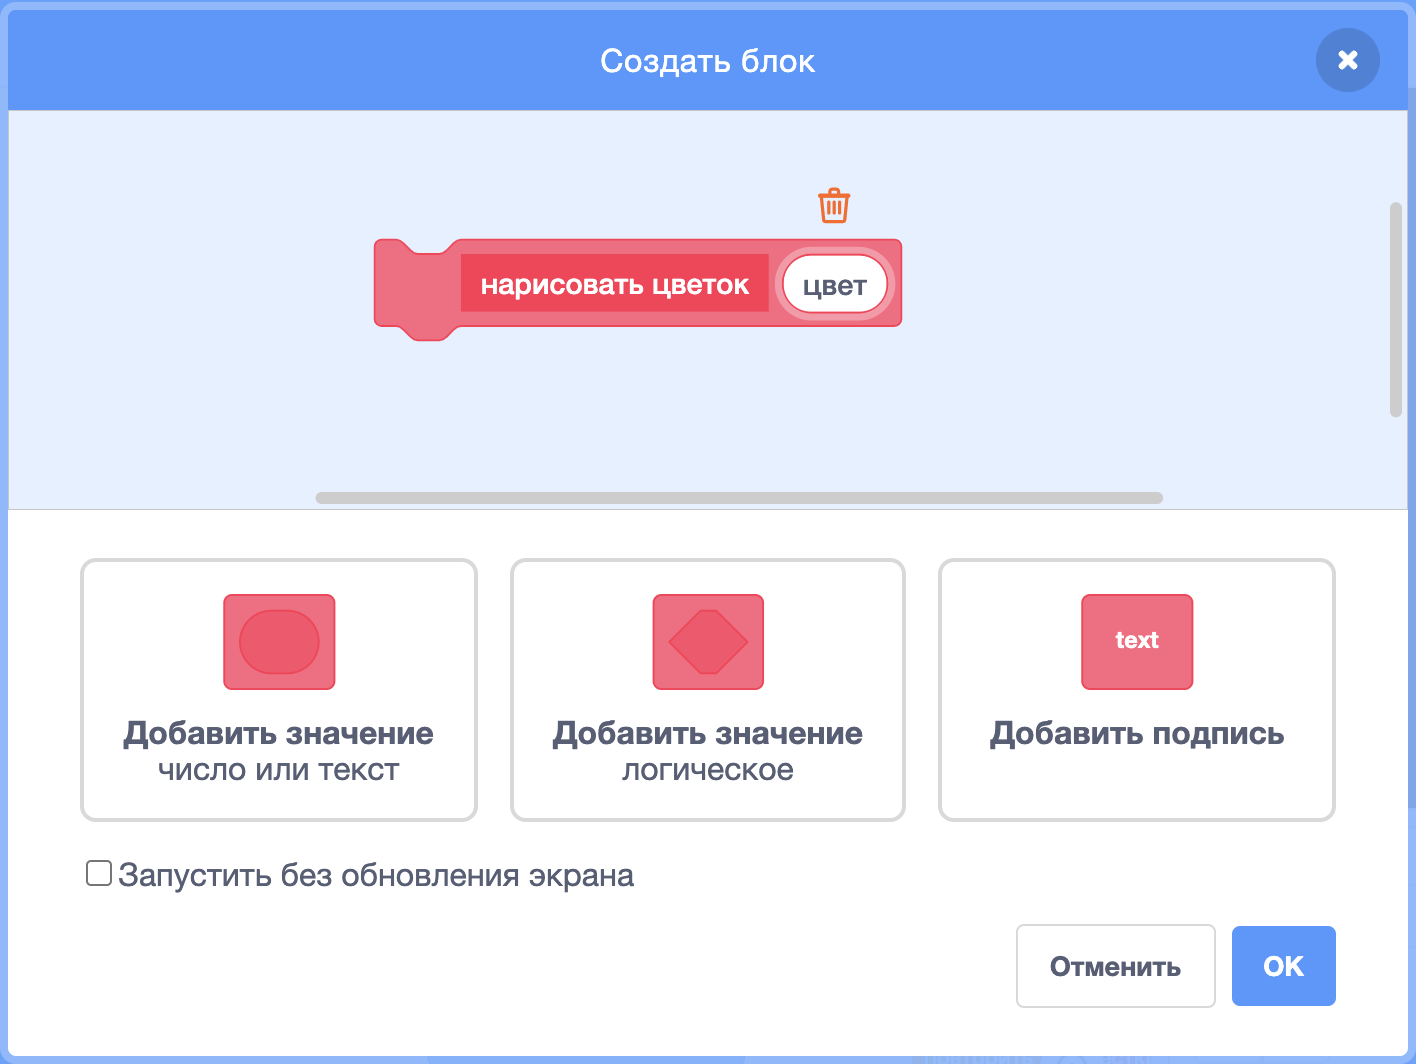 Создать блок
нарисовать цветок цвет
text
Добавить значение
число или текст
Добавить значение
логическое
Добавить подпись
Запустить без обновления экрана
Отменить
ОК